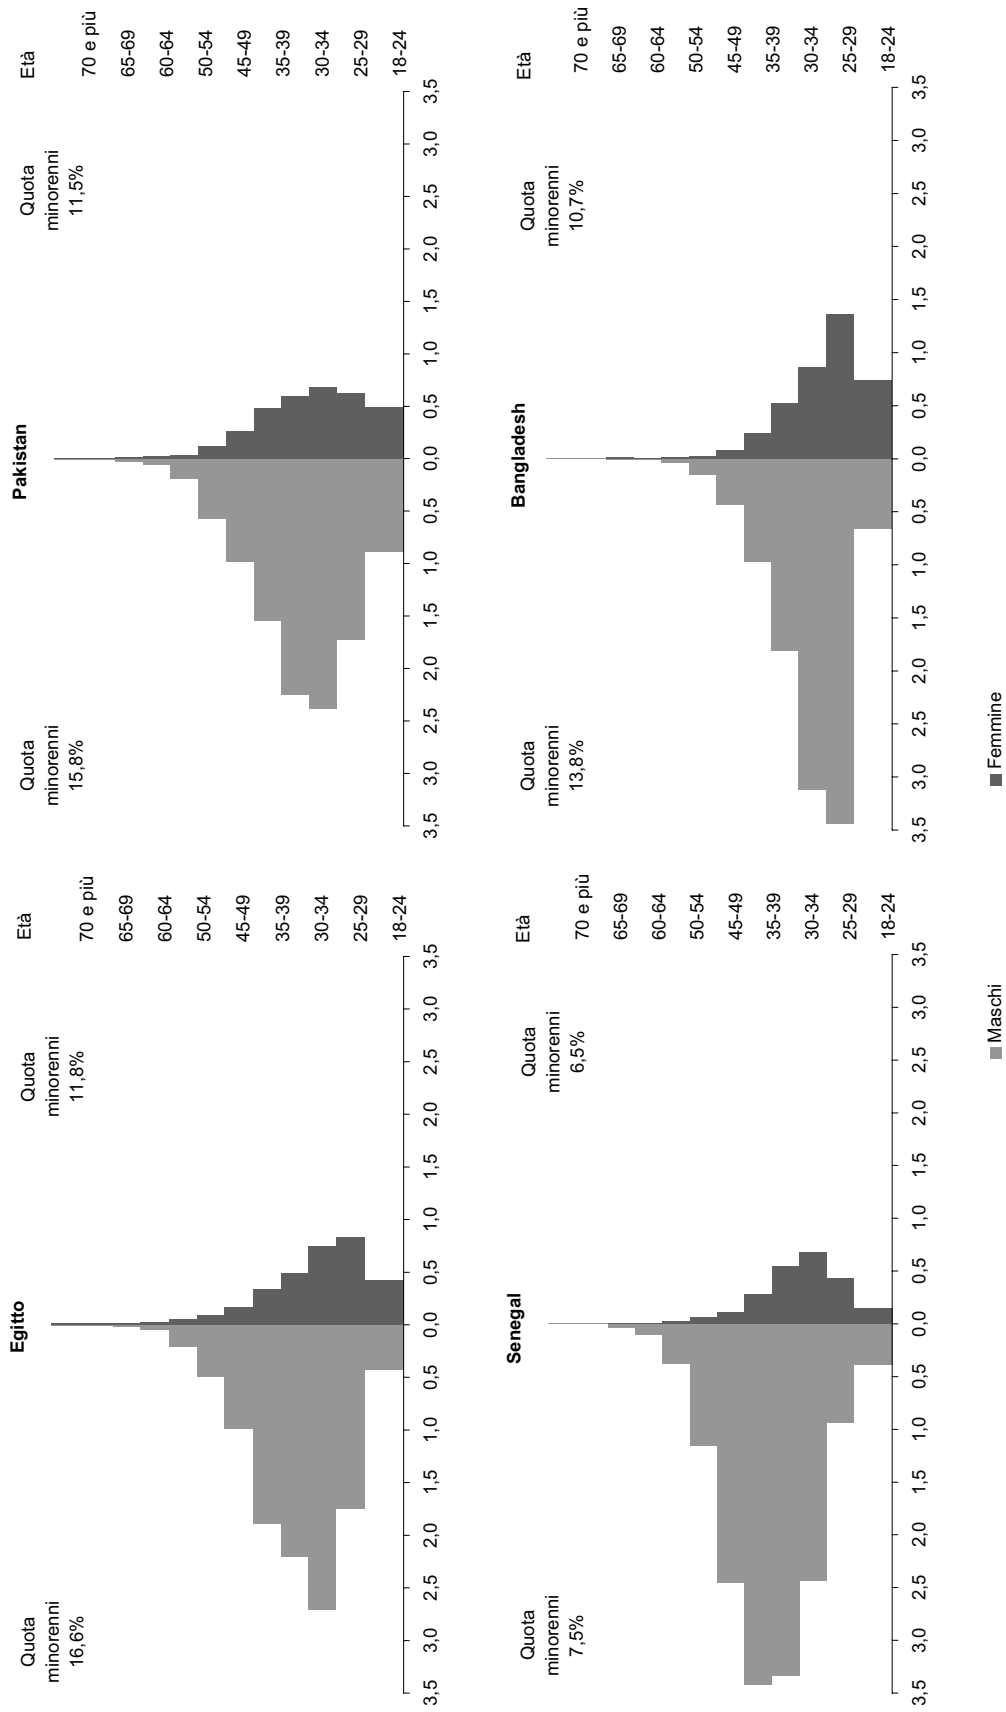 Egitto
Quota
minorenni
16,6%
Quota
minorenni
11,8%
Età
70 e più
65-69
60-64
50-54
45-49
35-39
30-34
25-29
18-24
3,5 3,0 2,5 2,0 1,5 1,0 0,5 0,0 0,5 1,0 1,5 2,0 2,5 3,0 3,5
Pakistan
Quota
minorenni
15,8%
Quota
minorenni
11,5%
Età
70 e più
65-69
60-64
50-54
45-49
35-39
30-34
25-29
18-24
3,5 3,0 2,5 2,0 1,5 1,0 0,5 0,0 0,5 1,0 1,5 2,0 2,5 3,0 3,5
Senegal
Quota
minorenni
7,5%
Quota
minorenni
6,5%
Età
70 e più
65-69
60-64
50-54
45-49
35-39
30-34
25-29
18-24
3,5 3,0 2,5 2,0 1,5 1,0 0,5 0,0 0,5 1,0 1,5 2,0 2,5 3,0 3,5
Bangladesh
Quota
minorenni
13,8%
Quota
minorenni
10,7%
Età
70 e più
65-69
60-64
50-54
45-49
35-39
30-34
25-29
18-24
3,5 3,0 2,5 2,0 1,5 1,0 0,5 0,0 0,5 1,0 1,5 2,0 2,5 3,0 3,5
Maschi Femmine